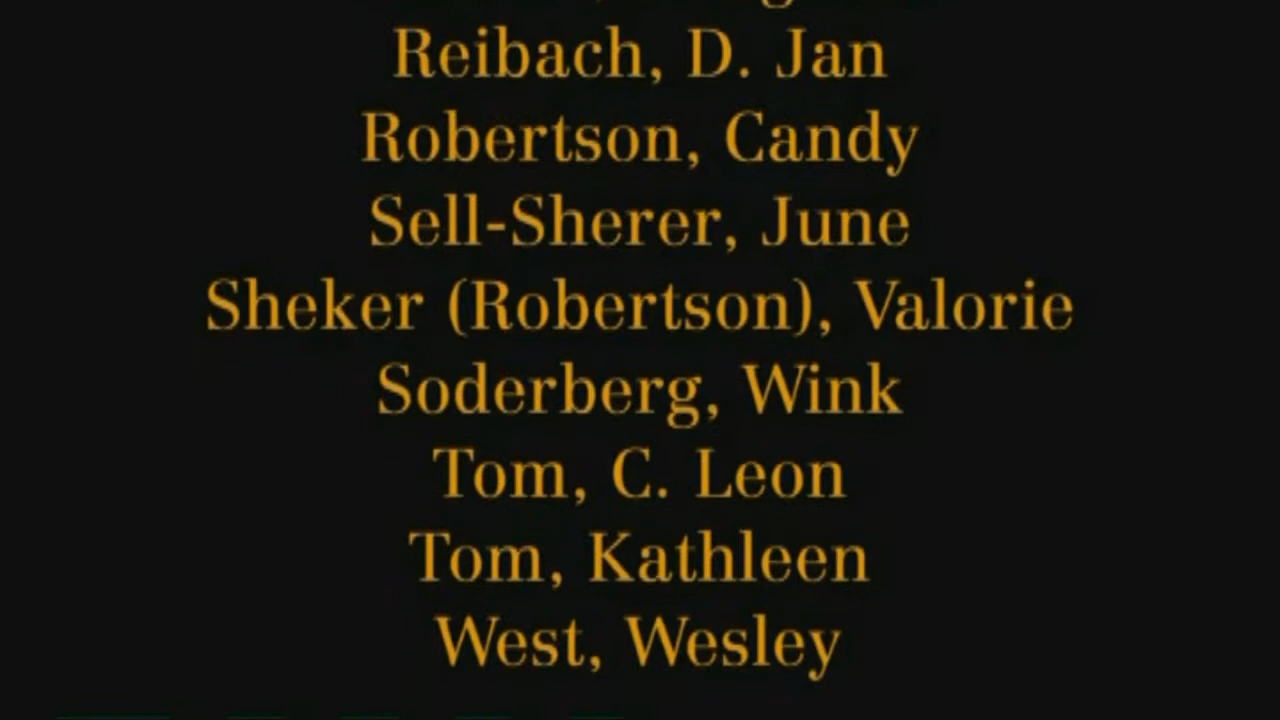 Reibach, D. Jan
Robertson, Candy
Sell-Sherer, June
Sheker (Robertson), Valorie
Soderberg, Wink
Tom, C. Leon
Tom, Kathleen
West, Wesley